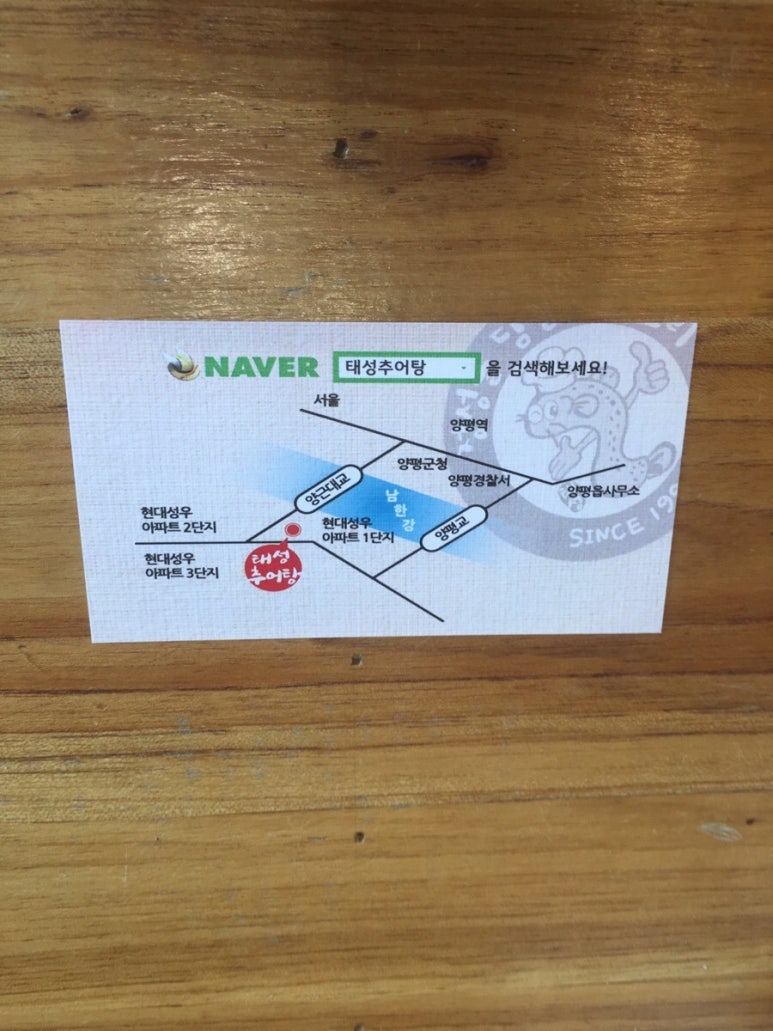 NAVER 태성추어탕 을 검색해보세요!
서울
양평역
양평군청
양평경찰서
양평읍사무소
양근대교
남
한
강
양평교
현대성우
아파트 2단지
현대성우
아파트 1단지
현대성우
아파트 3단지
태성
추어탕
SINCE 19